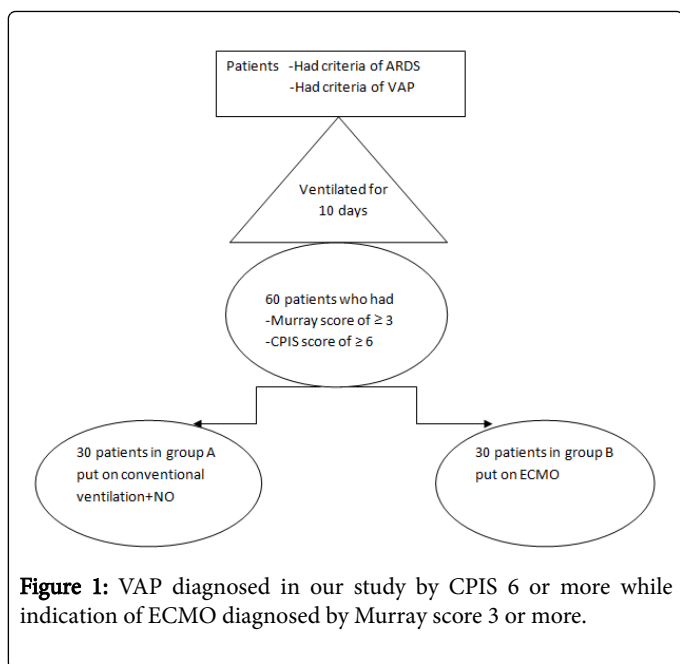 Patients -Had criteria of ARDS
-Had criteria of VAP
Ventilated for
10 days
60 patients who had
-Murray score of ≥ 3
-CPIS score of ≥ 6
30 patients in group A
put on conventional
ventilation+NO
30 patients in group B
put on ECMO
Figure 1: VAP diagnosed in our study by CPIS 6 or more while
indication of ECMO diagnosed by Murray score 3 or more.